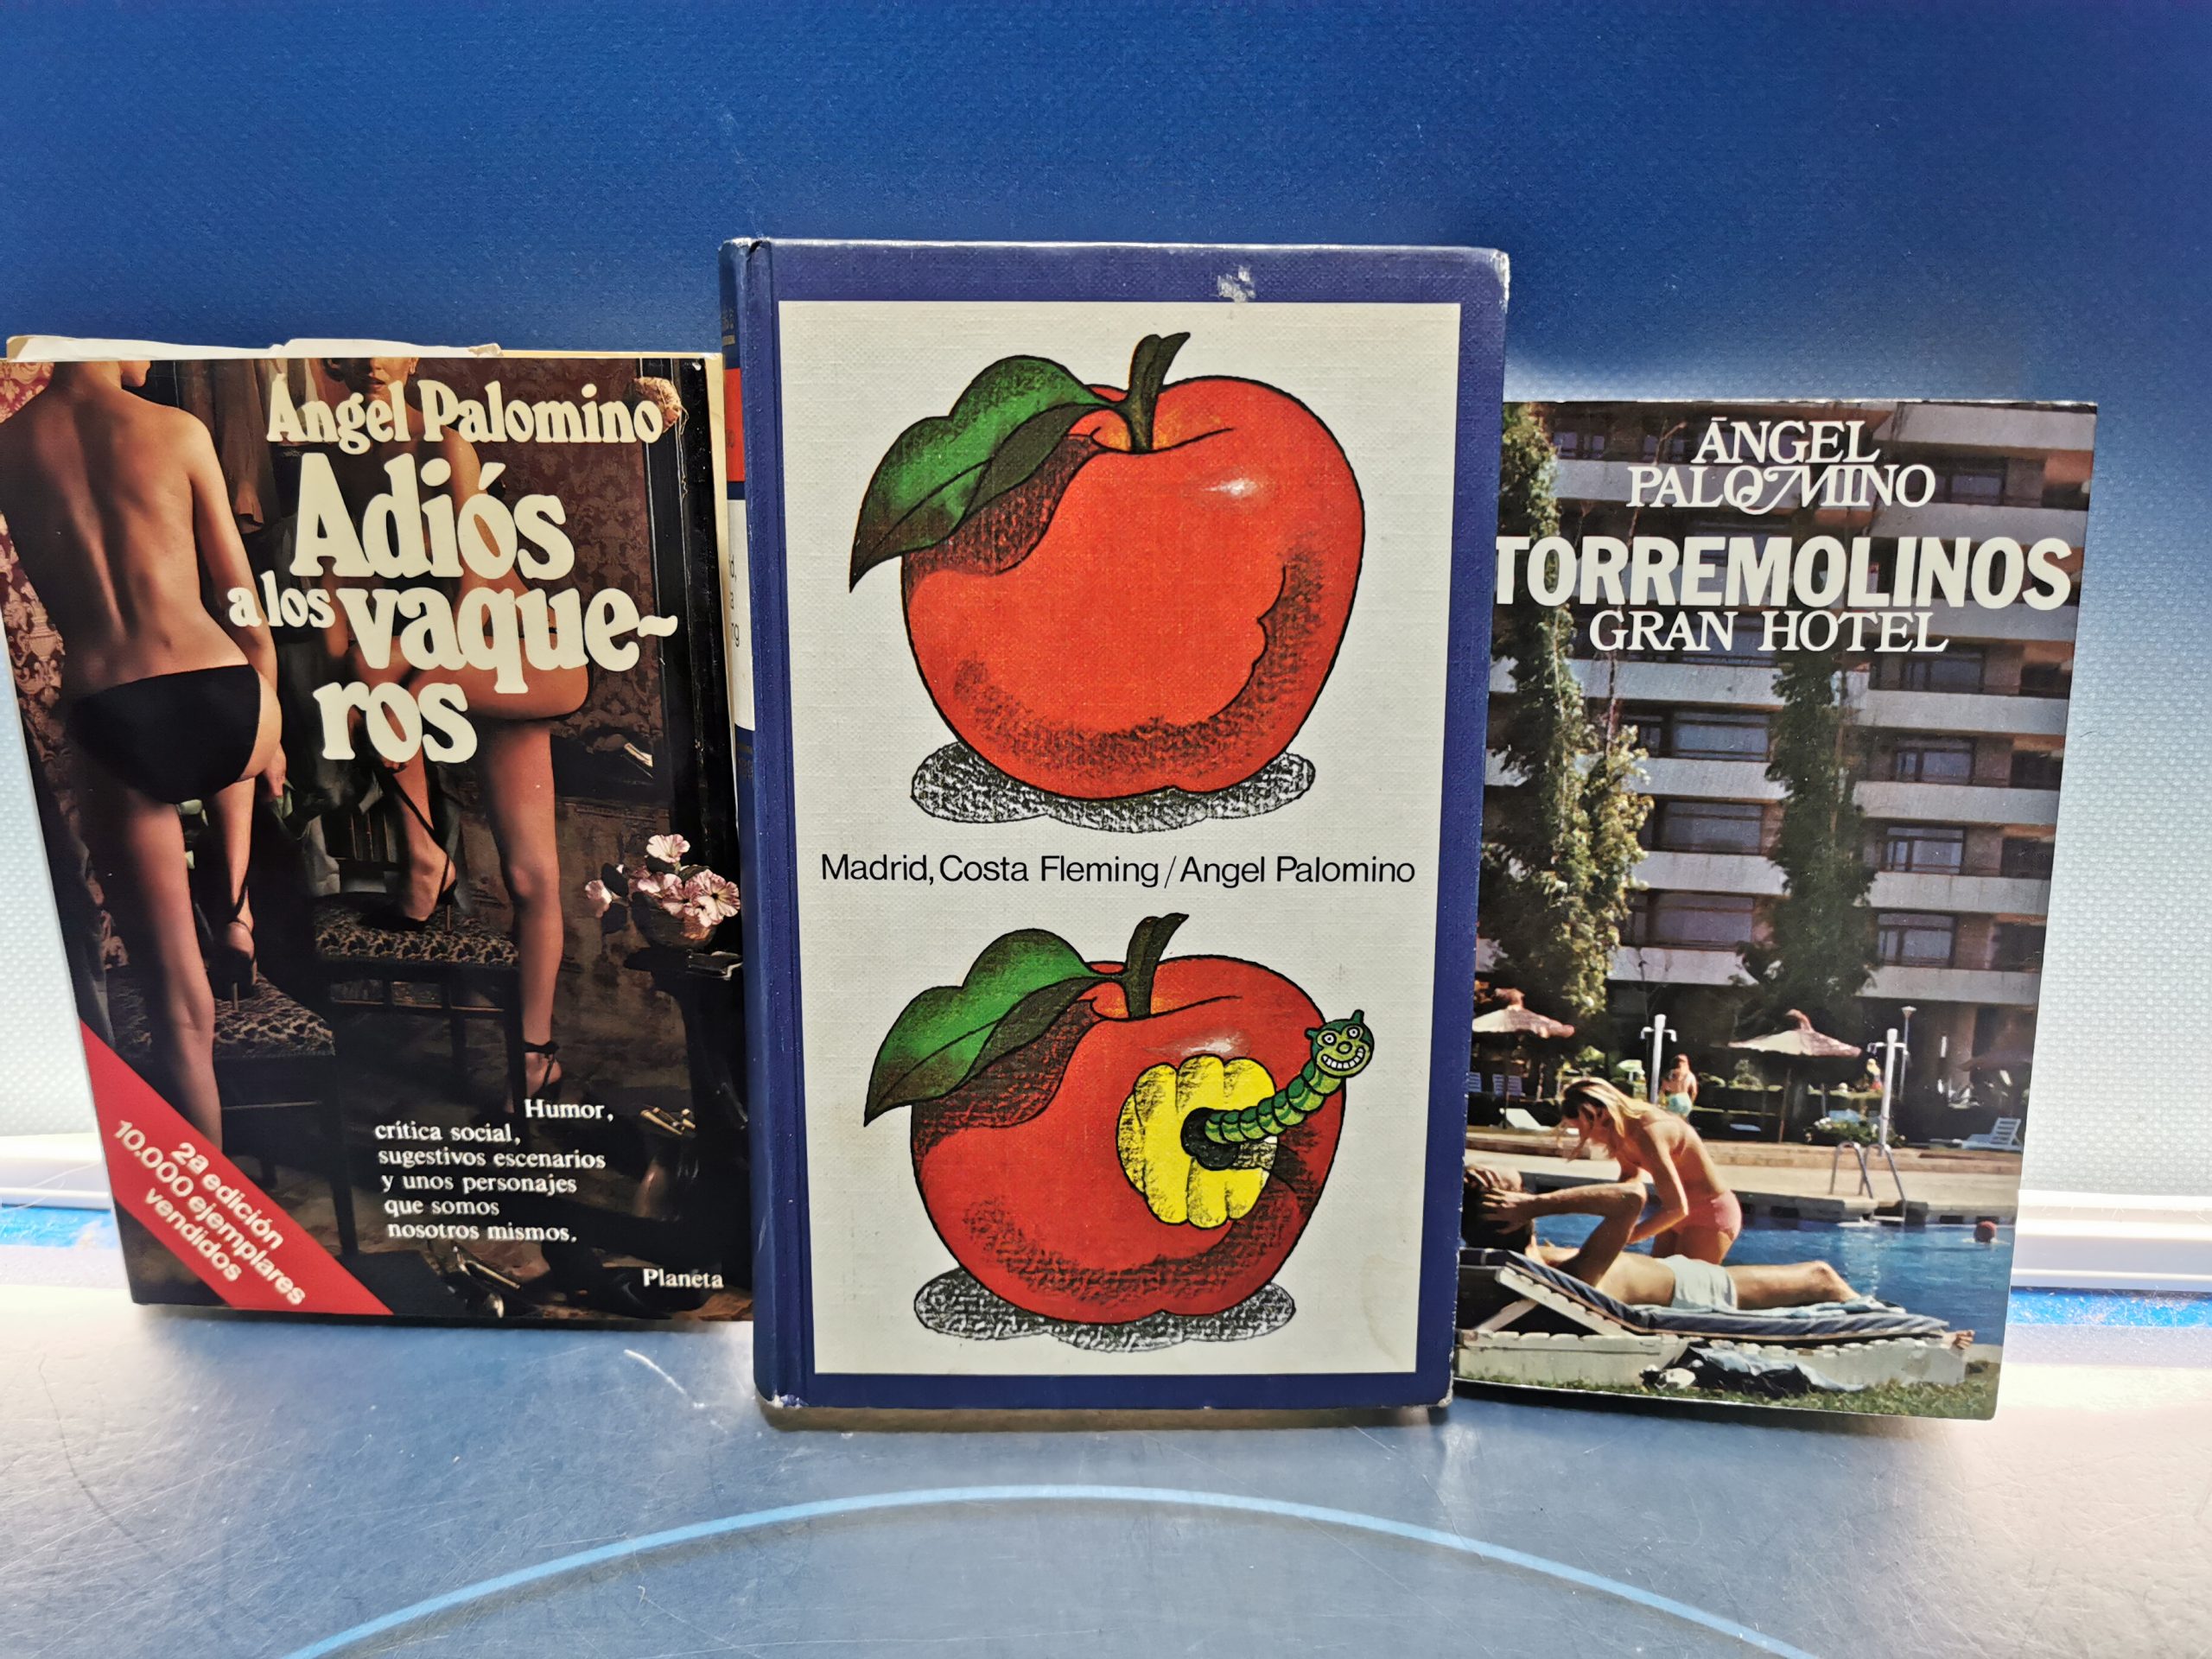 Ángel Palomino
Adiós
a los vaque~
ros
Humor,
crítica social,
sugestivos escenarios
y unos personajes
que somos
nosotros mismos.
Planeta
2a edición
10.000 ejemplares
vendidos
Madrid, Costa Fleming / Angel Palomino
ÁNGEL
PALOMINO
TORREMOLINOS
GRAN HOTEL